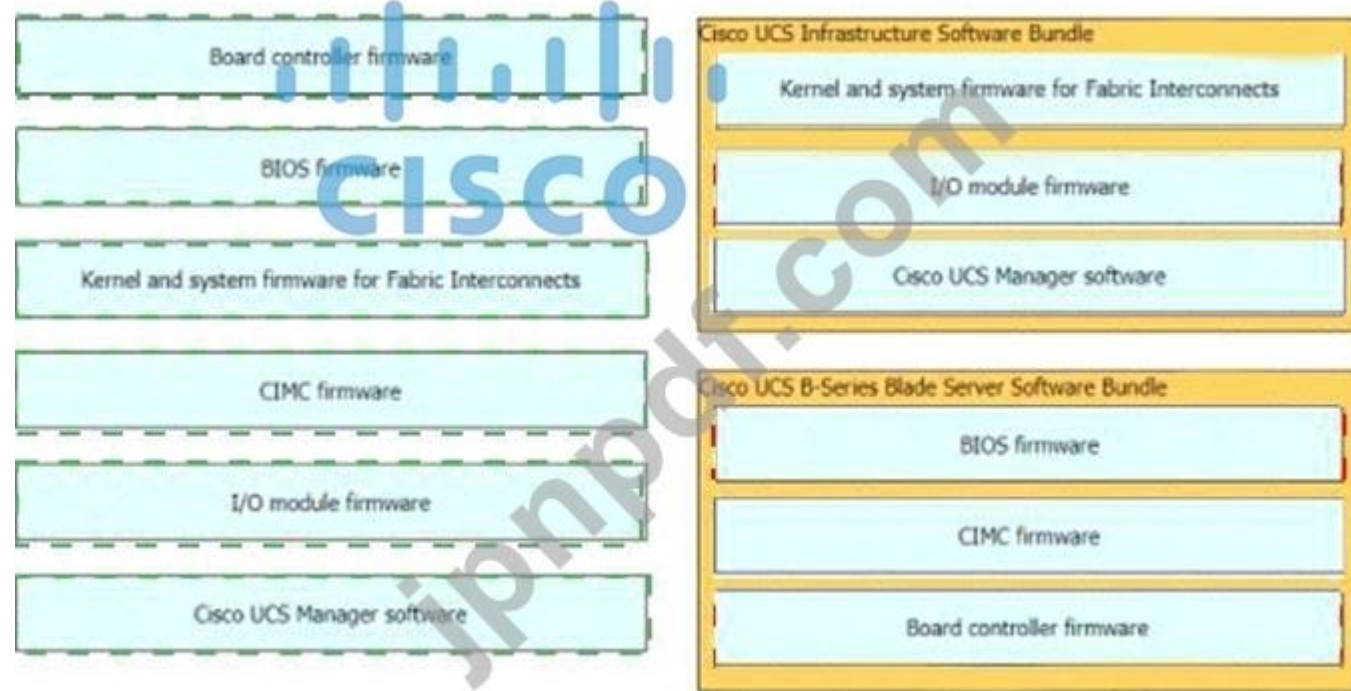 Board controller firmware
BIOS firmware
Kernel and system firmware for Fabric Interconnects
CIMC firmware
I/O module firmware
Cisco UCS Manager software
Cisco UCS Infrastructure Software Bundle
Kernel and system firmware for Fabric Interconnects
I/O module firmware
Cisco UCS Manager software
Cisco UCS B-Series Blade Server Software Bundle
BIOS firmware
CIMC firmware
Board controller firmware
CISCO
jpnpdf.com